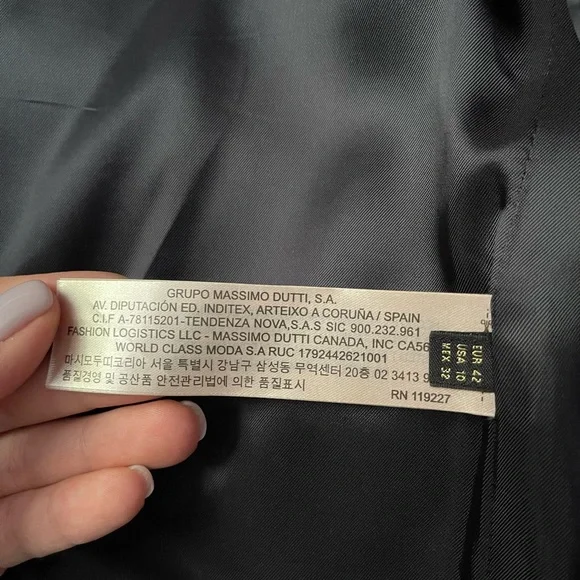 GRUPO MASSIMO DUTTI, S.A.
AV. DIPUTACIÓN ED. INDITEX, ARTEIXO A CORUÑA / SPAIN
C.I.F A-78115201-TENDENZA NOVA,S.A.S SIC 900.232.961
FASHION LOGISTICS LLC - MASSIMO DUTTI CANADA, INC CA56
WORLD CLASS MODA S.A RUC 1792442621001
마시모두띠코리아 서울 특별시 강남구 삼성동 무역센터 20층 02 3413
품질경영 및 공산품 안전관리법에 의한 품질표시
RN 119227
EUR 42
USA 10
MEX 32